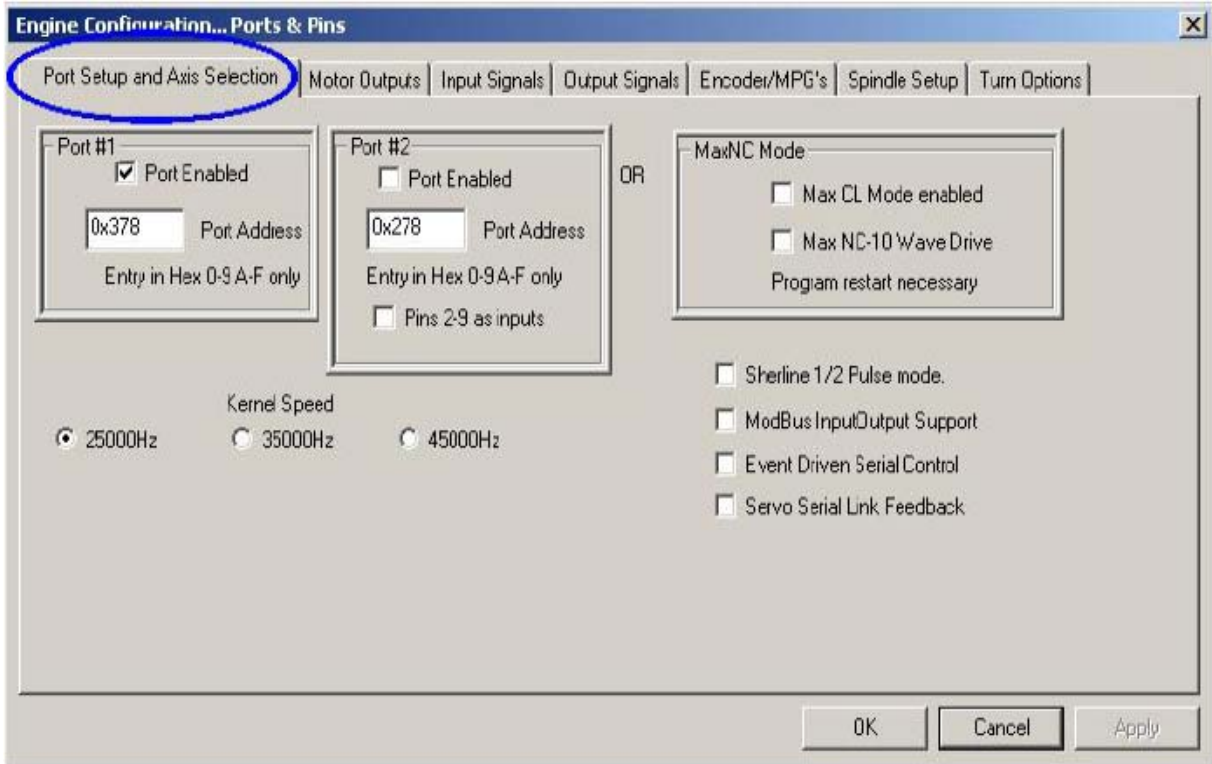 Engine Configuration... Ports & Pins
Port Setup and Axis Selection
Motor Outputs
Input Signals
Output Signals
Encoder/MPG's
Spindle Setup
Turn Options
Port #1
Port Enabled
0x378 Port Address
Entry in Hex 0-9 A-F only
Port #2
Port Enabled
0x278 Port Address
Entry in Hex 0-9 A-F only
Pins 2-9 as inputs
OR
MaxNC Mode
Max CL Mode enabled
Max NC-10 Wave Drive
Program restart necessary
Kernel Speed
25000Hz
35000Hz
45000Hz
Sherline 1/2 Pulse mode.
ModBus InputOutput Support
Event Driven Serial Control
Servo Serial Link Feedback
OK
Cancel
Apply